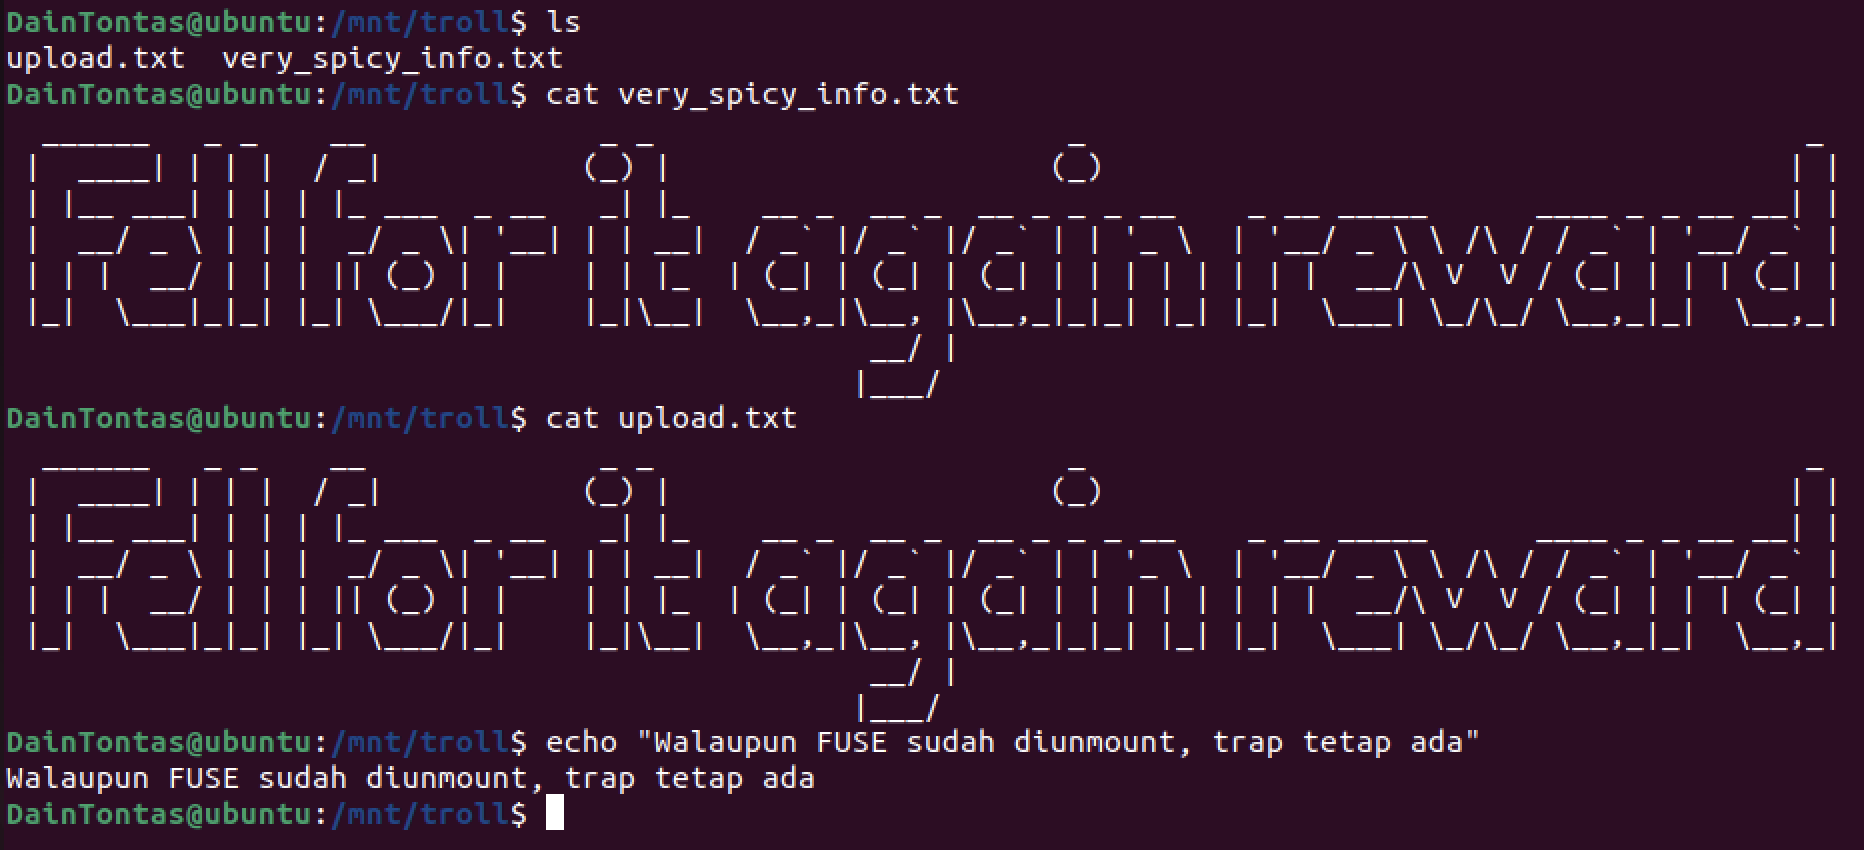 DainTontas@ubuntu:/mnt/troll$ ls
upload.txt  very_spicy_info.txt
DainTontas@ubuntu:/mnt/troll$ cat very_spicy_info.txt
Fell for it again reward
DainTontas@ubuntu:/mnt/troll$ cat upload.txt
Fell for it again reward
DainTontas@ubuntu:/mnt/troll$ echo "Walaupun FUSE sudah diunmount, trap tetap ada"
Walaupun FUSE sudah diunmount, trap tetap ada
DainTontas@ubuntu:/mnt/troll$